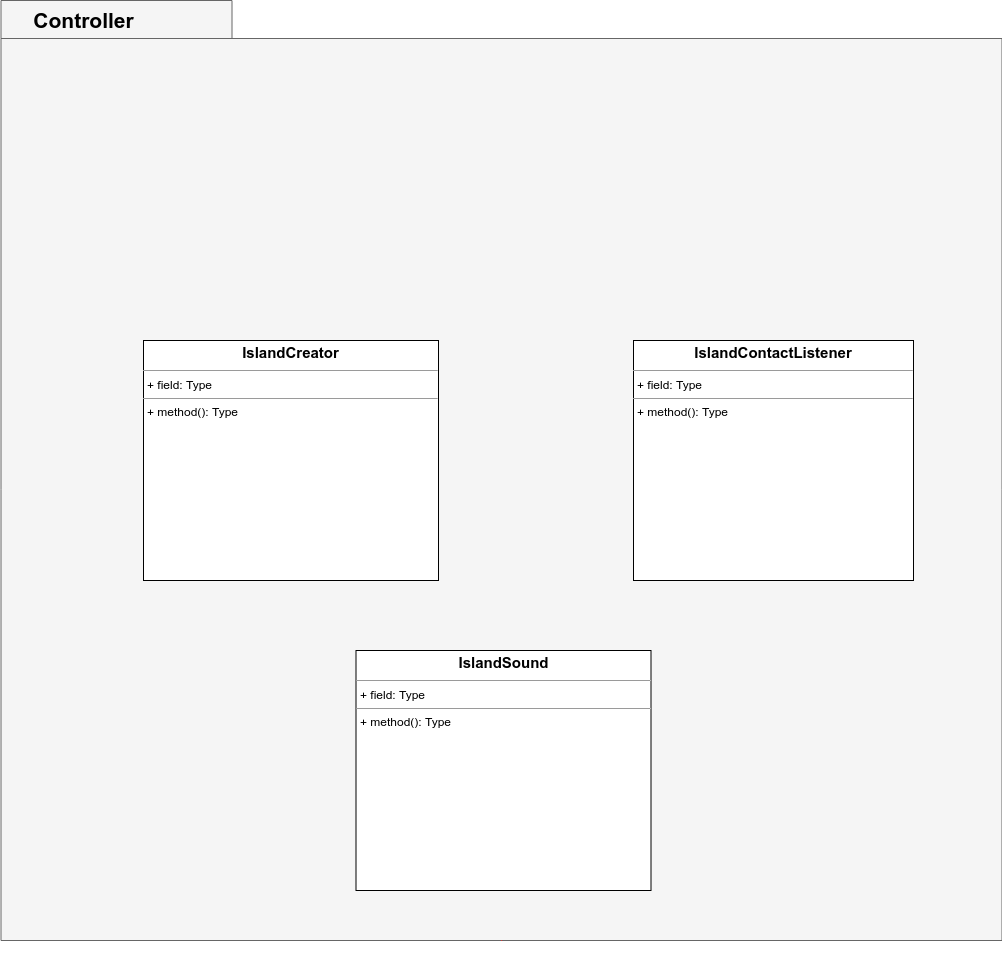 Controller
IslandCreator
+ field: Type
+ method(): Type
IslandContactListener
+ field: Type
+ method(): Type
IslandSound
+ field: Type
+ method(): Type